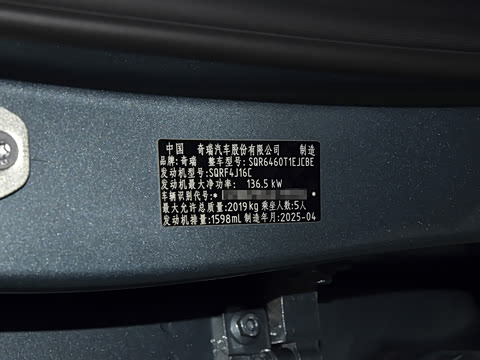 中国 奇瑞汽车股份有限公司 制造
品牌:奇瑞 整车型号:SQR6460T1EJCBE
发动机型号:SQRF4J16C
发动机最大净功率: 136.5 kW
车辆识别代号:
最大允许总质量:2019kg 乘坐人数:5人
发动机排量:1598mL 制造年月:2025-04